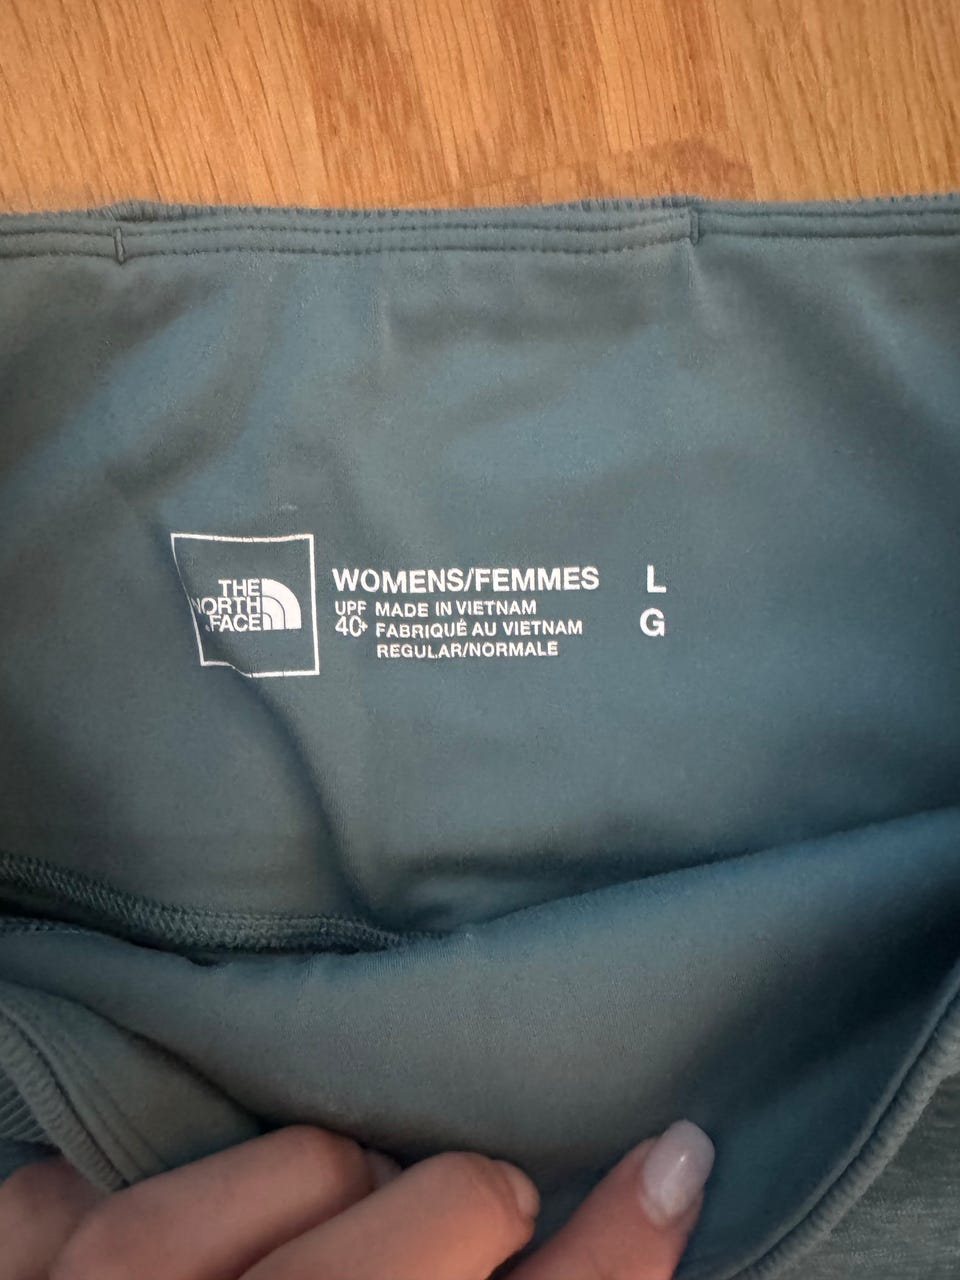 THE
NORTH
FACE
WOMENS/FEMMES L
UPF MADE IN VIETNAM
40+ FABRIQUÉ AU VIETNAM G
REGULAR/NORMALE